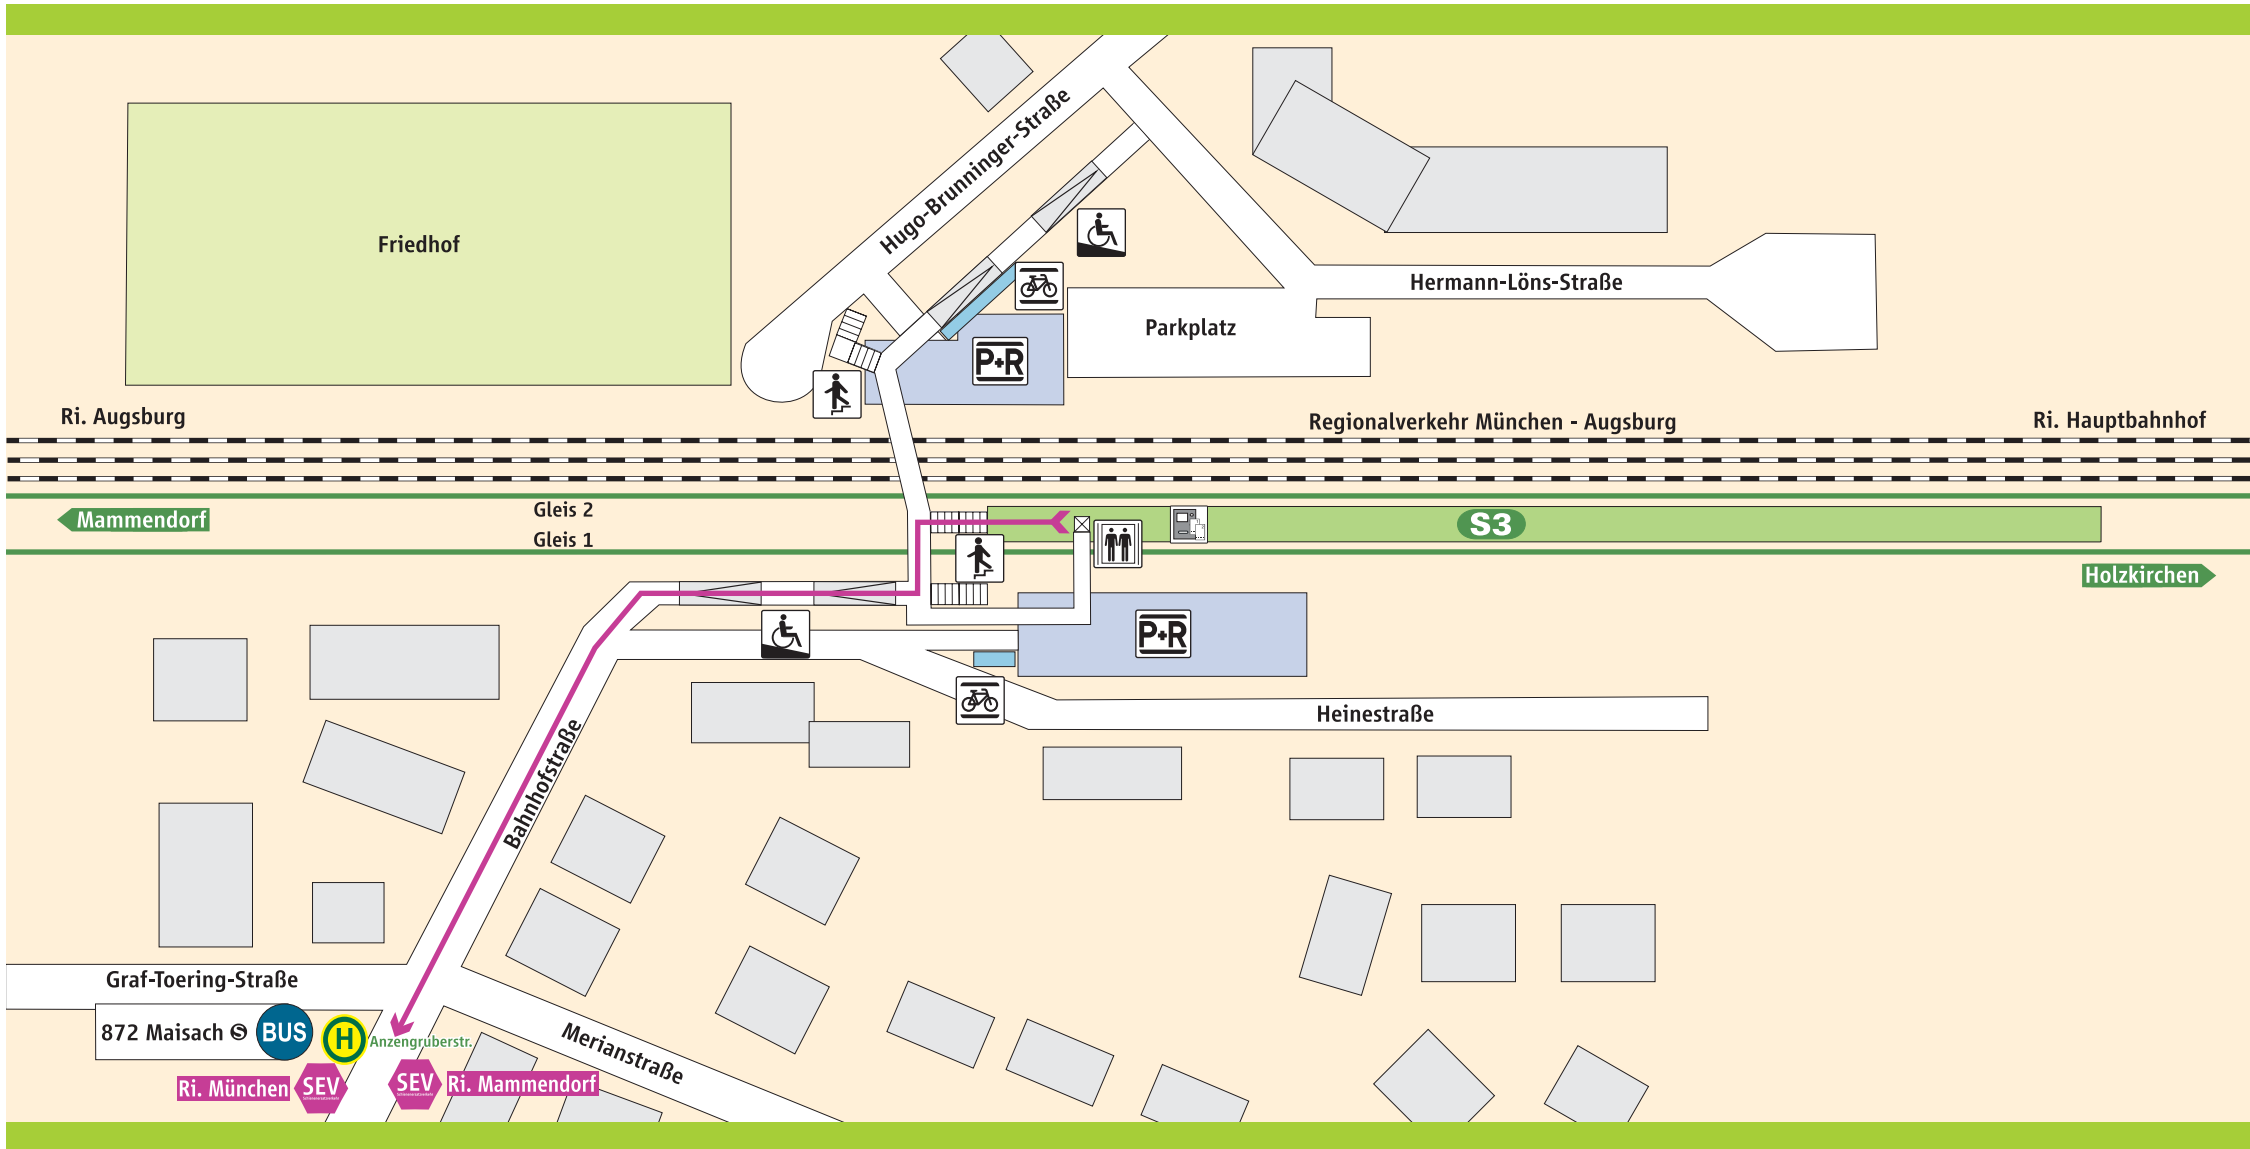 Hugo-Brunninger-Straße
Friedhof
Hermann-Löns-Straße
Parkplatz
P+R
Ri. Augsburg
Regionalverkehr München - Augsburg
Ri. Hauptbahnhof
Mammendorf
Gleis 2
Gleis 1
S3
Holzkirchen
P+R
Heinestraße
Bahnhofstraße
Graf-Toering-Straße
872 Maisach S
BUS
H
Anzengruberstr.
Merianstraße
Ri. München
SEV
SEV
Ri. Mammendorf